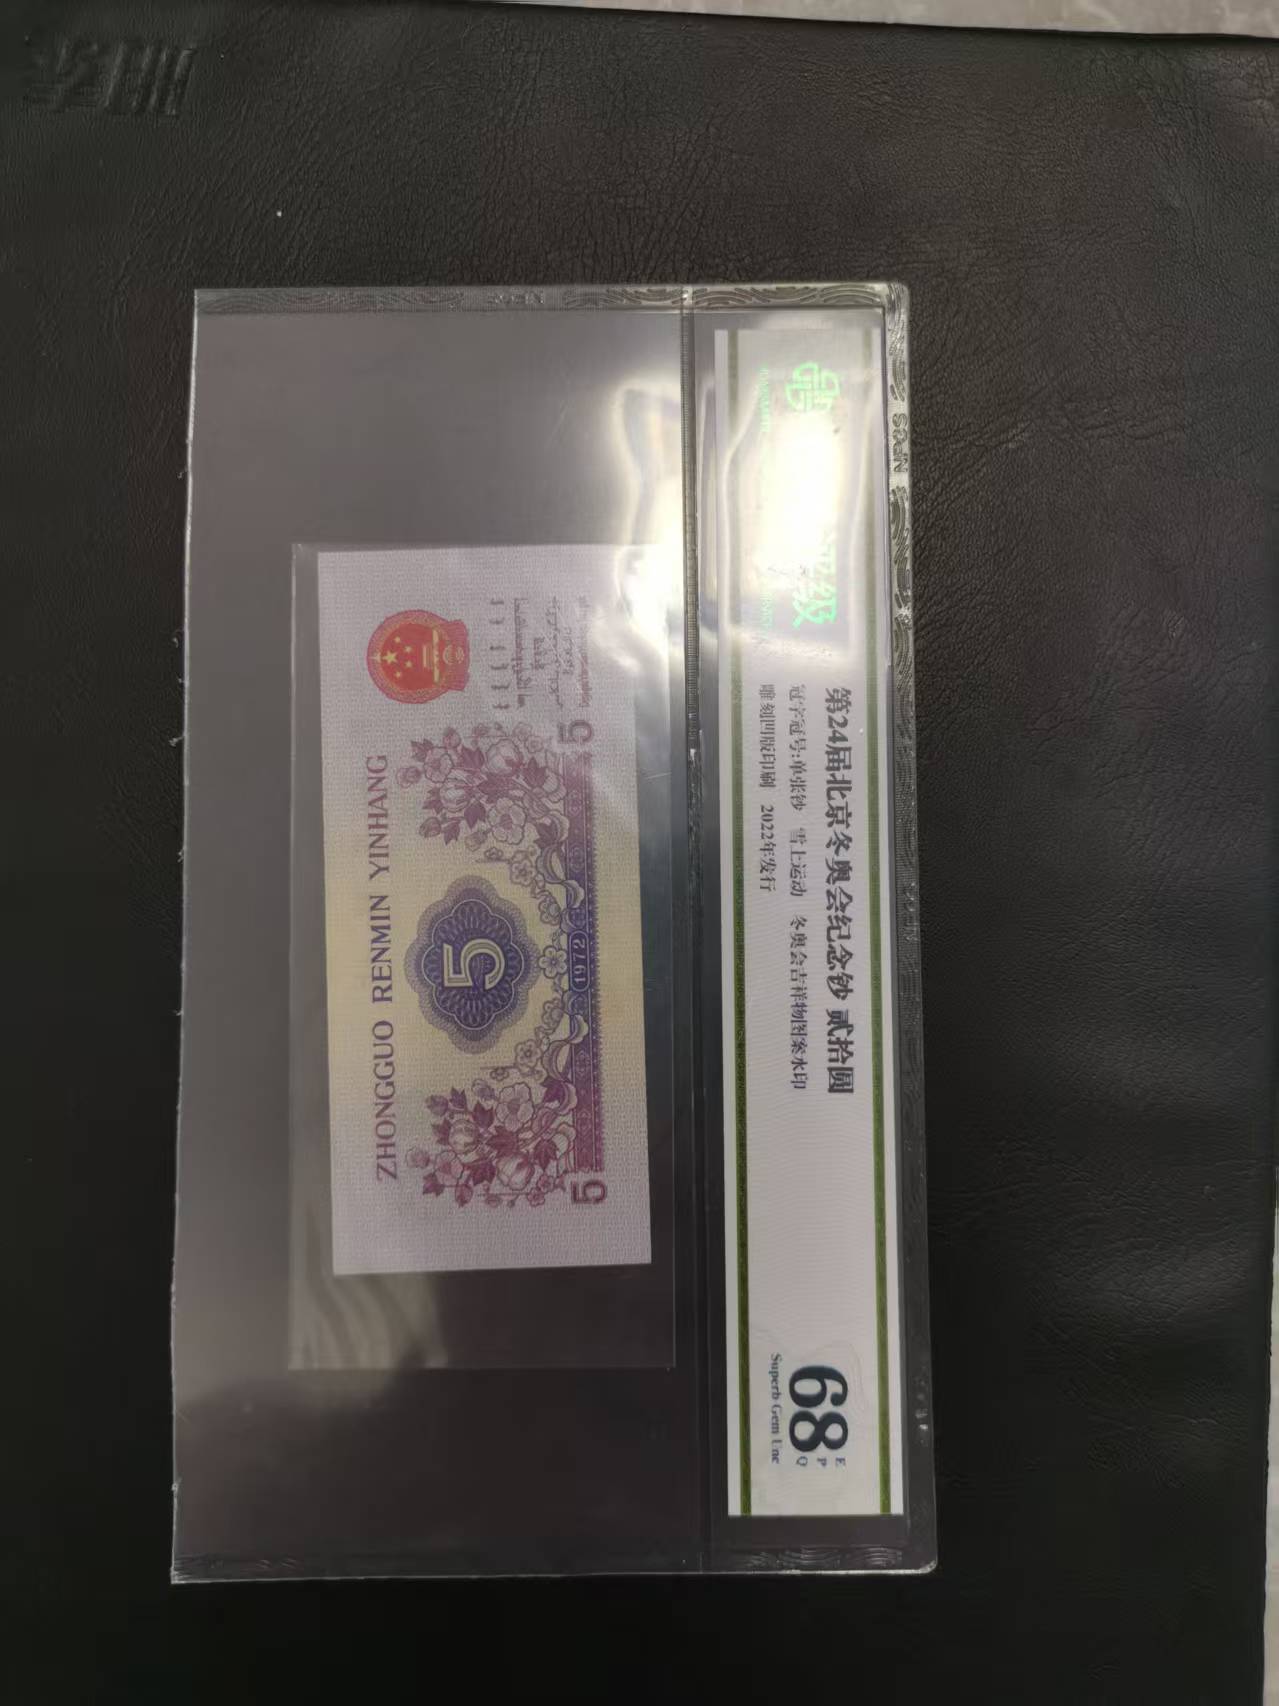 第24届北京冬奥会纪念钞 贰拾圆
冠字冠号:单张钞 雪上运动 冬奥会吉祥物图案水印
雕刻凹版印刷 2022年发行
68
E
P
Q
Superb Gem Unc
评级
ZHONGGUO RENMIN YINHANG
5
5
1972
5